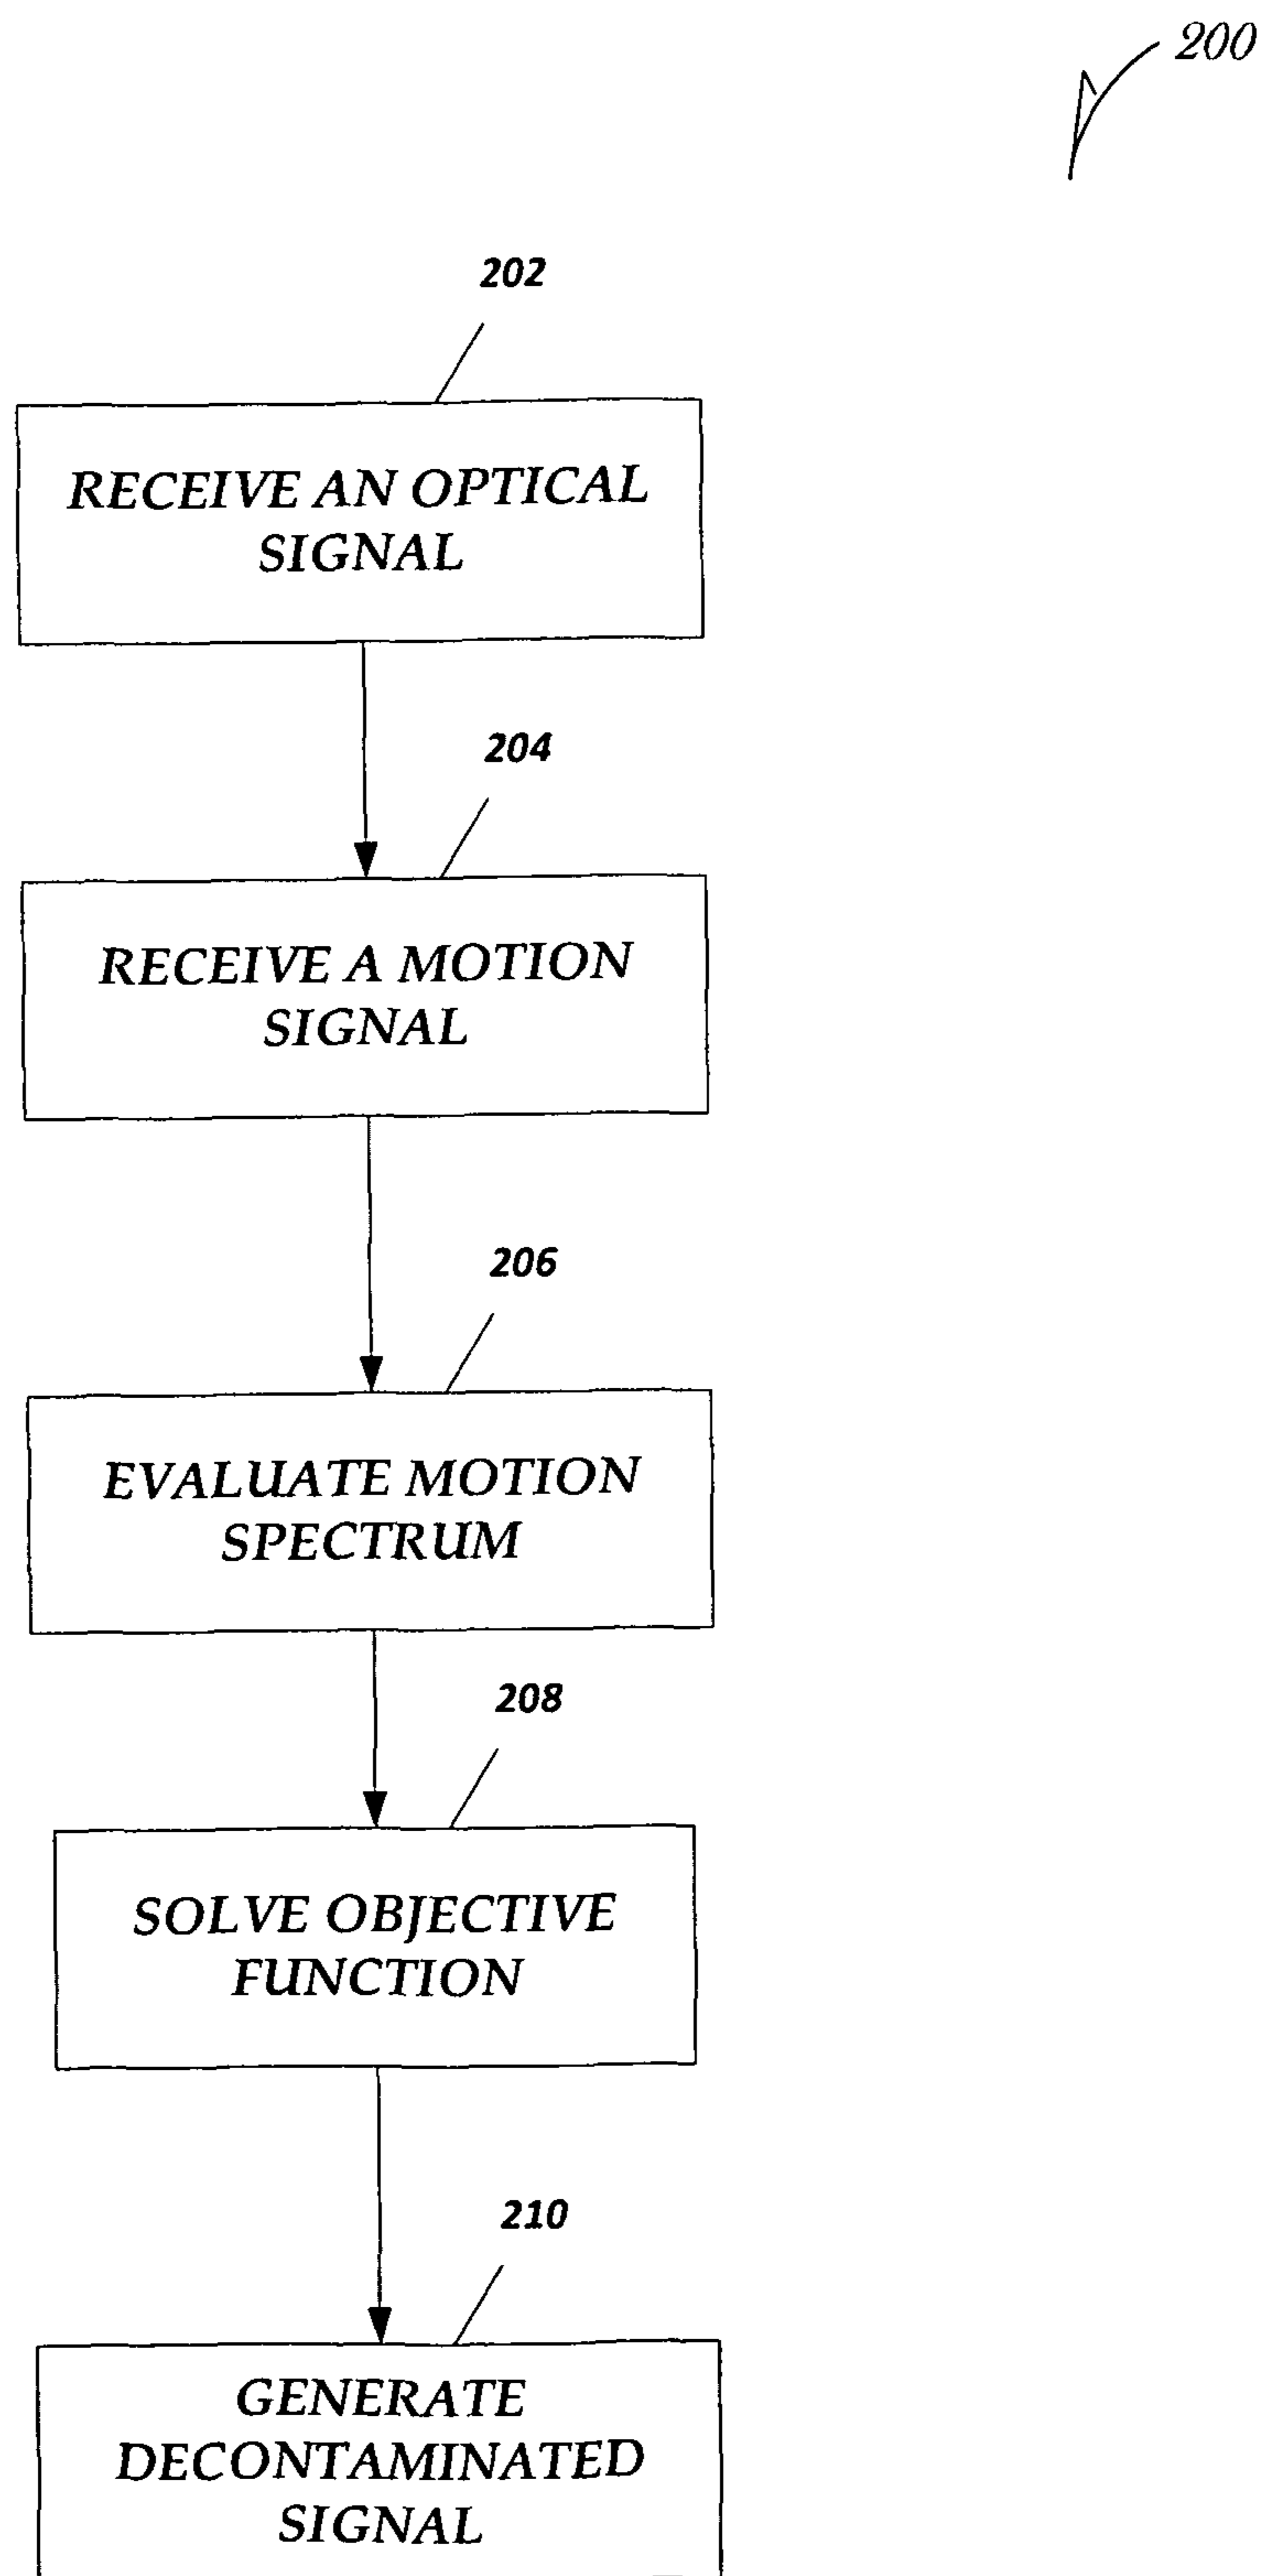 200
202
RECEIVE AN OPTICAL
SIGNAL
204
RECEIVE A MOTION
SIGNAL
206
EVALUATE MOTION
SPECTRUM
208
SOLVE OBJECTIVE
FUNCTION
210
GENERATE
DECONTAMINATED
SIGNAL